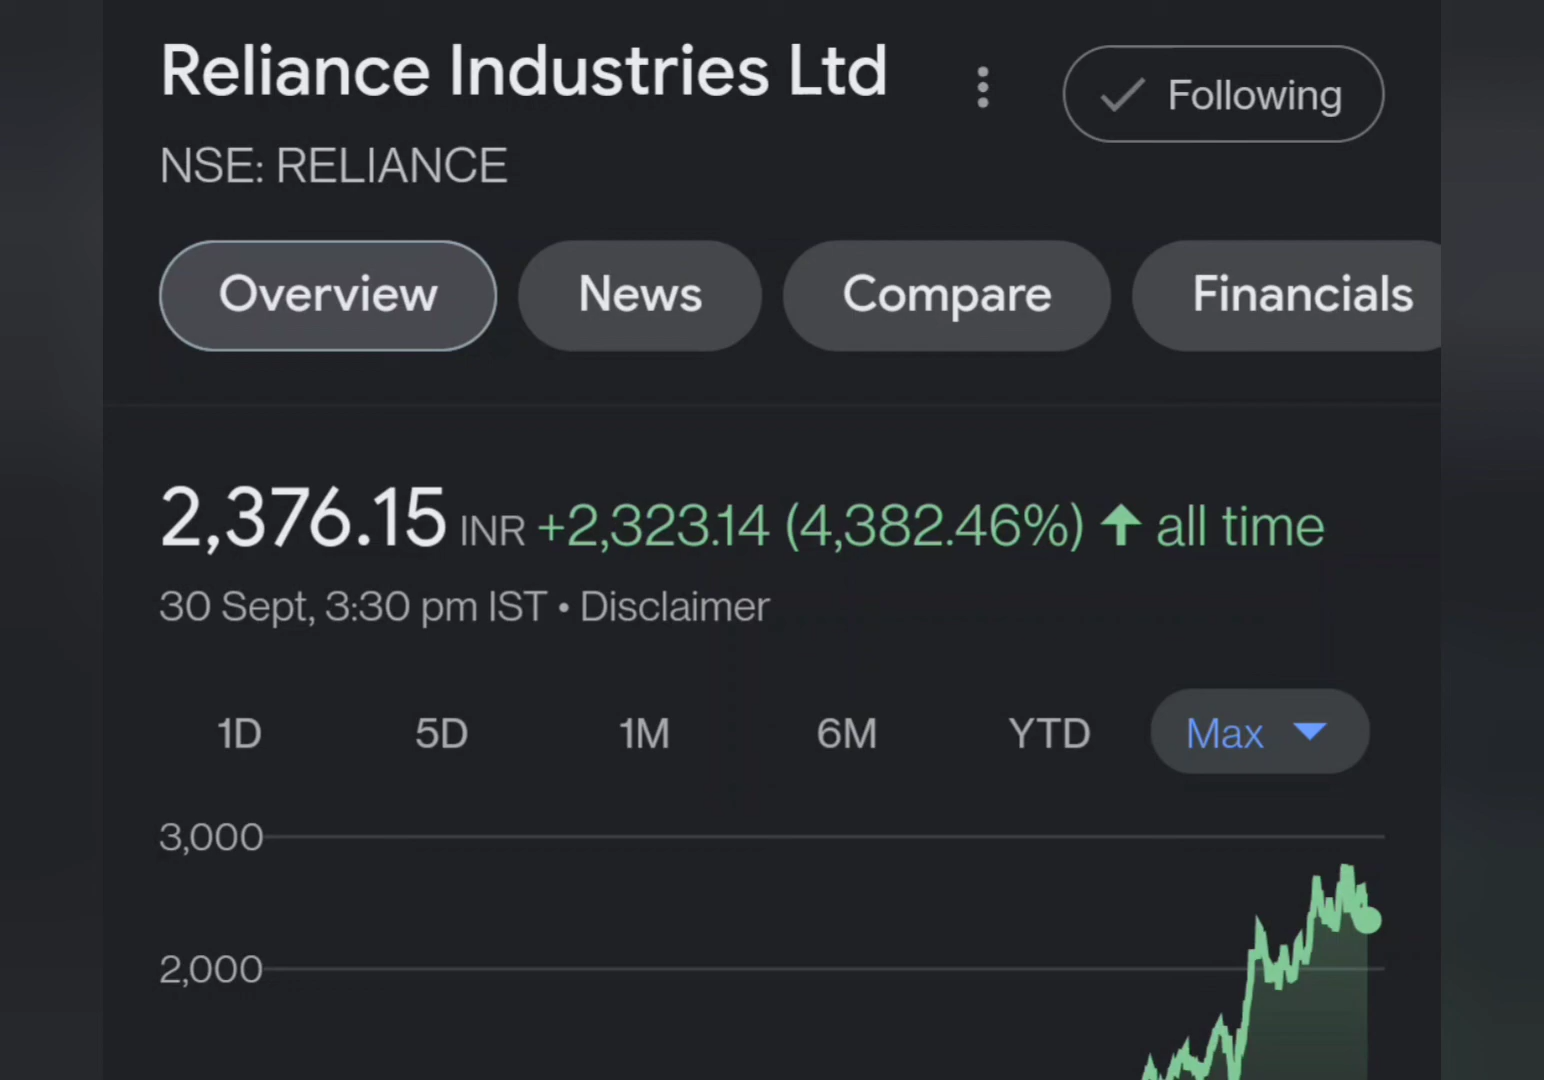 Reliance Industries Ltd
Following
NSE: RELIANCE
Overview News Compare Financials
2,376.15 INR +2,323.14 (4,382.46%) ↑ all time
30 Sept, 3:30 pm IST • Disclaimer
1D 5D 1M 6M YTD Max
3,000
2,000